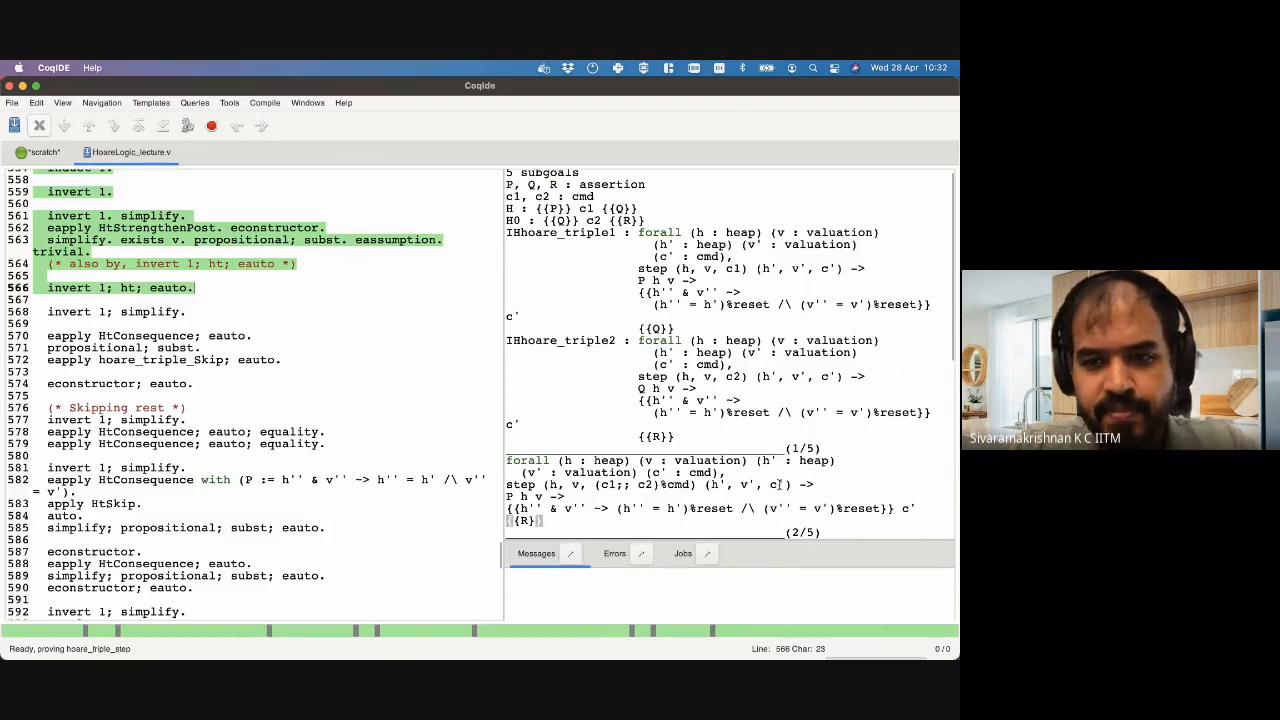 CoqIDE Help Wed 28 Apr 10:32
CoqIde
File Edit View Navigation Templates Queries Tools Compile Windows Help
*scratch* HoareLogic_lecture.v
557 induct 1.
558
559 invert 1.
560
561 invert 1. simplify.
562 eapply HtStrengthenPost. econstructor.
563 simplify. exists v. propositional; subst. eassumption.
trivial.
564 (* also by, invert 1; ht; eauto *)
565
566 invert 1; ht; eauto.
567
568 invert 1; simplify.
569
570 eapply HtConsequence; eauto.
571 propositional; subst.
572 eapply hoare_triple_Skip; eauto.
573
574 econstructor; eauto.
575
576 (* Skipping rest *)
577 invert 1; simplify.
578 eapply HtConsequence; eauto; equality.
579 eapply HtConsequence; eauto; equality.
580
581 invert 1; simplify.
582 eapply HtConsequence with (P := h'' & v'' ~> h'' = h' /\ v''
= v').
583 apply HtSkip.
584 auto.
585 simplify; propositional; subst; eauto.
586
587 econstructor.
588 eapply HtConsequence; eauto.
589 simplify; propositional; subst; eauto.
590 econstructor; eauto.
591
592 invert 1; simplify.
5 subgoals
P, Q, R : assertion
c1, c2 : cmd
H : {{P}} c1 {{Q}}
H0 : {{Q}} c2 {{R}}
IHhoare_triple1 : forall (h : heap) (v : valuation)
(h' : heap) (v' : valuation)
(c' : cmd),
step (h, v, c1) (h', v', c') ->
P h v ->
{{h'' & v'' ~>
(h'' = h')%reset /\ (v'' = v')%reset}}
c'
{{Q}}
IHhoare_triple2 : forall (h : heap) (v : valuation)
(h' : heap) (v' : valuation)
(c' : cmd),
step (h, v, c2) (h', v', c') ->
Q h v ->
{{h'' & v'' ~>
(h'' = h')%reset /\ (v'' = v')%reset}}
c'
{{R}}
(1/5)
forall (h : heap) (v : valuation) (h' : heap)
(v' : valuation) (c' : cmd),
step (h, v, (c1;; c2)%cmd) (h', v', c') ->
P h v ->
{{h'' & v'' ~> (h'' = h')%reset /\ (v'' = v')%reset}} c'
{{R}}
(2/5)
Messages Errors Jobs
Ready, proving hoare_triple_step Line: 566 Char: 23 0 / 0
Sivaramakrishnan K C IITM